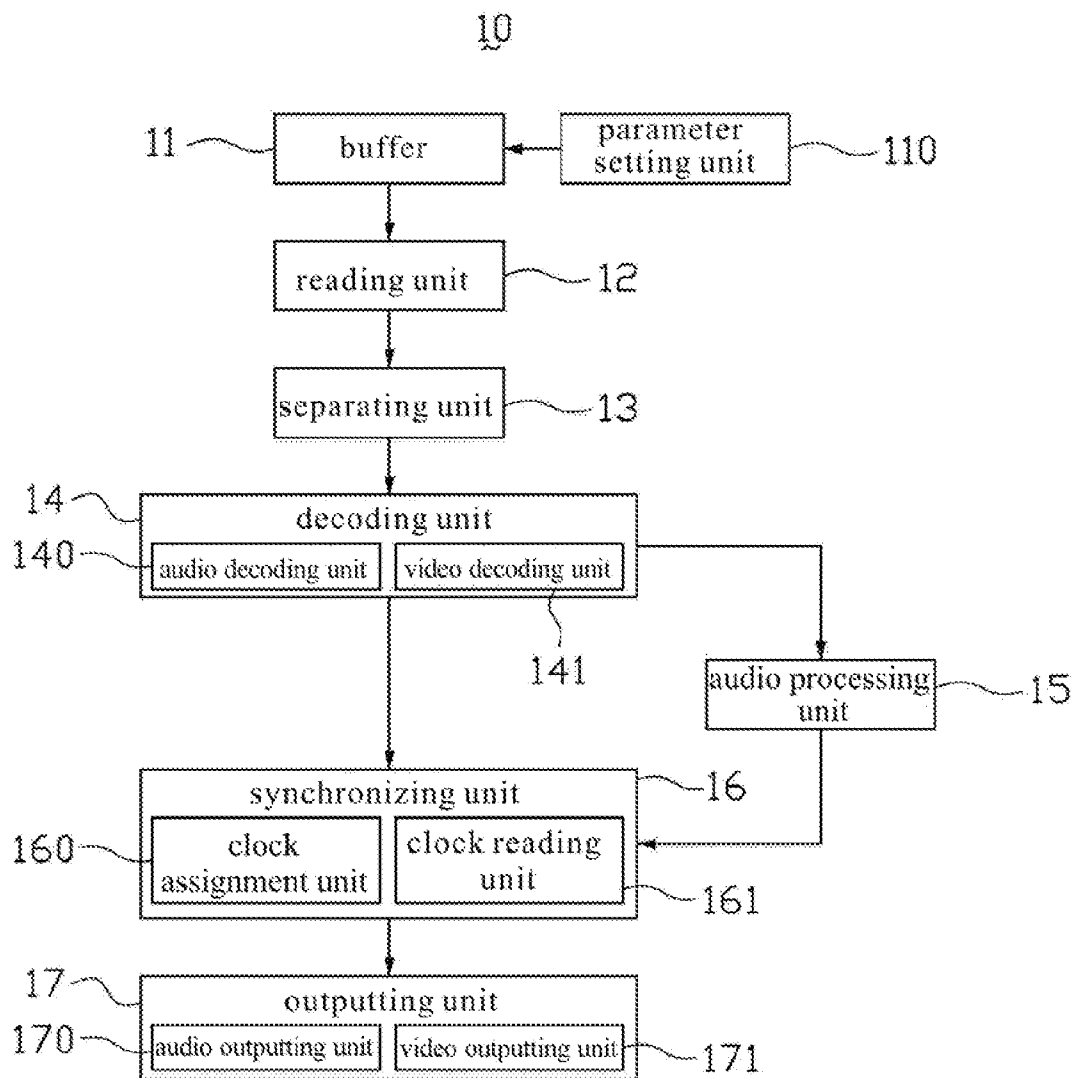 10
11
buffer
parameter
setting unit
110
reading unit
12
separating unit
13
14
decoding unit
140
audio decoding unit
video decoding unit
141
audio processing
unit
15
synchronizing unit
16
160
clock
assignment unit
clock reading
unit
161
17
outputting unit
170
audio outputting unit
video outputting unit
171